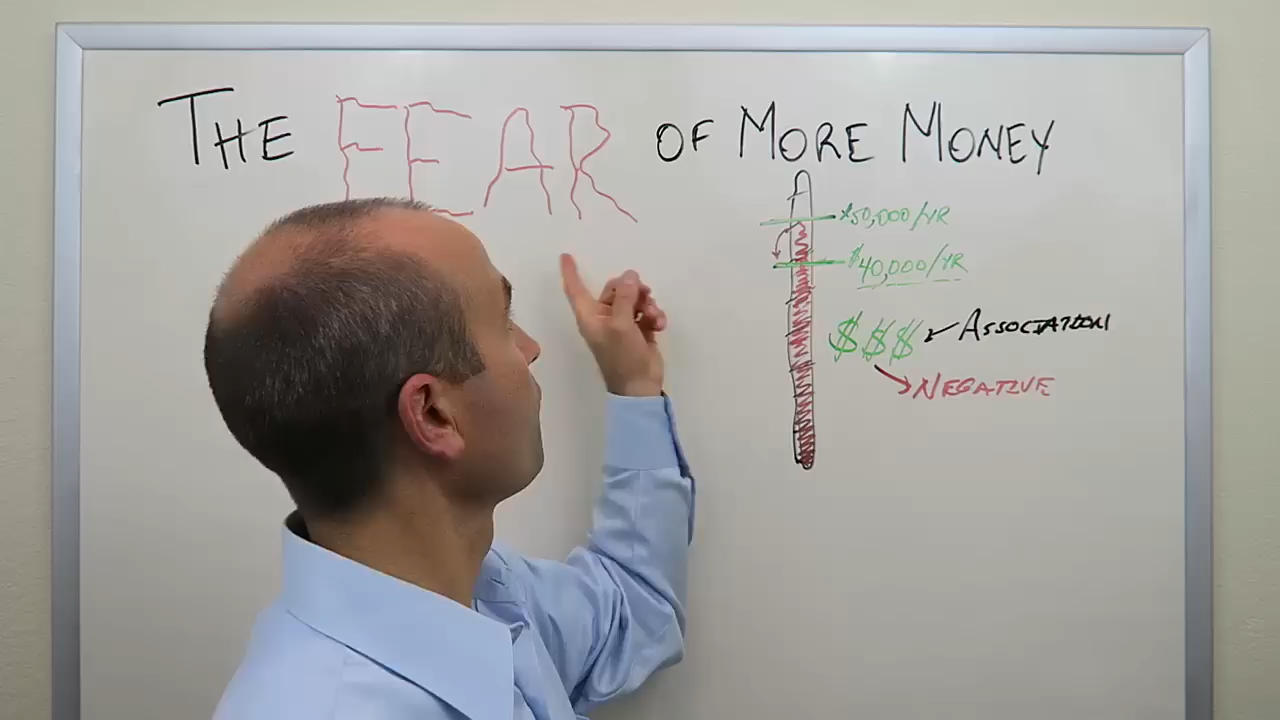 THE FEAR OF MORE MONEY
$50,000/YR
$40,000/YR
$$$ ASSOCIATION
NEGATIVE